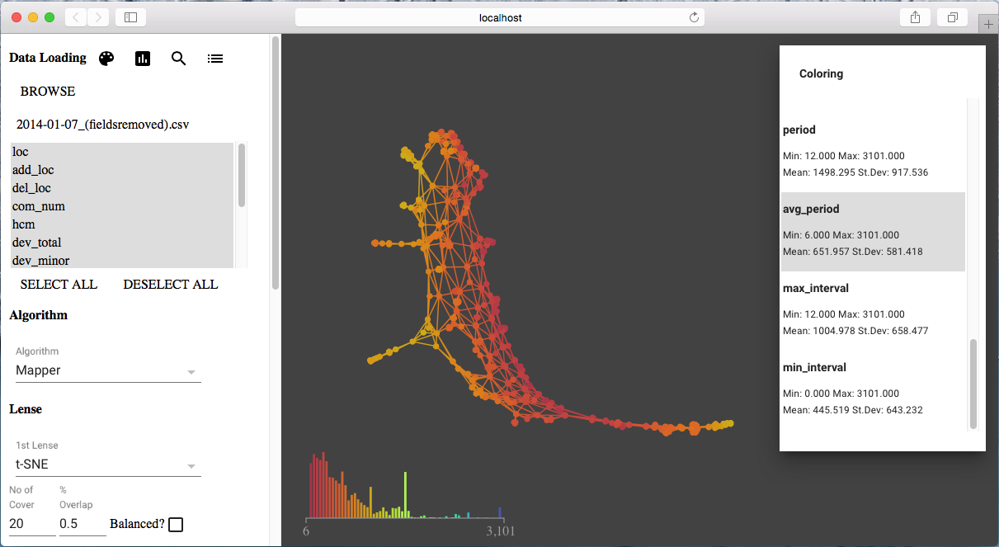 localhost
Data Loading
BROWSE
2014-01-07_(fieldsremoved).csv
loc
add_loc
del_loc
com_num
hcm
dev_total
dev_minor
SELECT ALL DESELECT ALL
Algorithm
Algorithm
Mapper
Lense
1st Lense
t-SNE
No of Cover
% Overlap
20
0.5
Balanced?
6
3,101
Coloring
period
Min: 12.000 Max: 3101.000
Mean: 1498.295 St.Dev: 917.536
avg_period
Min: 6.000 Max: 3101.000
Mean: 651.957 St.Dev: 581.418
max_interval
Min: 12.000 Max: 3101.000
Mean: 1004.978 St.Dev: 658.477
min_interval
Min: 0.000 Max: 3101.000
Mean: 445.519 St.Dev: 643.232